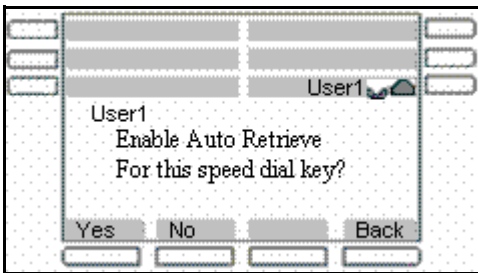 User1
User1
Enable Auto Retrieve
For this speed dial key?
Yes No Back